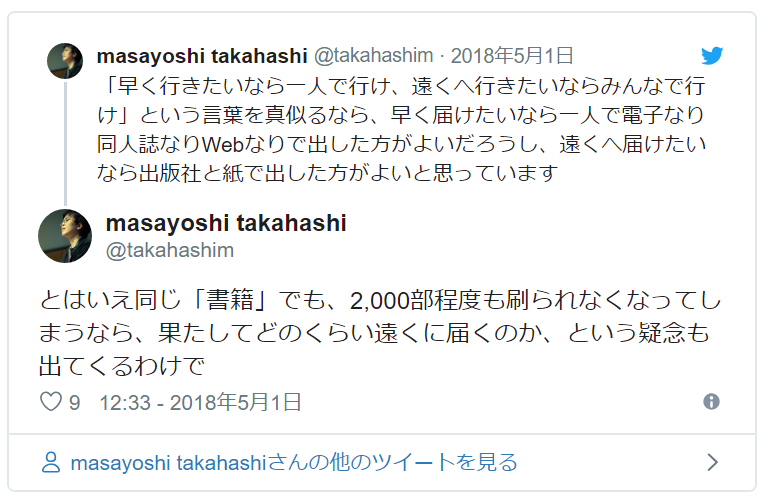 masayoshi takahashi @takahashim · 2018年5月1日
「早く行きたいなら一人で行け、遠くへ行きたいならみんなで行
け」という言葉を真似るなら、早く届けたいなら一人で電子なり
同人誌なりWebなりで出した方がよいだろうし、遠くへ届けたい
なら出版社と紙で出した方がよいと思っています
masayoshi takahashi
@takahashim
とはいえ同じ「書籍」でも、2,000部程度も刷られなくなってし
まうなら、果たしてどのくらい遠くに届くのか、という疑念も
出てくるわけで
9 12:33 - 2018年5月1日
masayoshi takahashiさんの他のツイートを見る